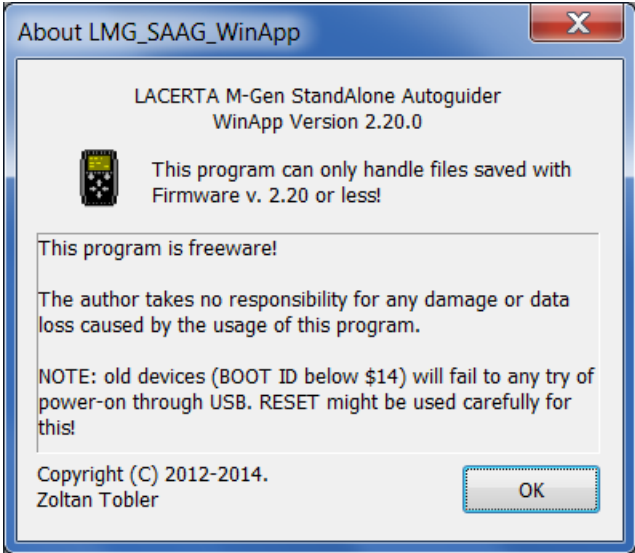 About LMG_SAAG_WinApp
LACERTA M-Gen StandAlone Autoguider
WinApp Version 2.20.0
This program can only handle files saved with
Firmware v. 2.20 or less!
This program is freeware!
The author takes no responsibility for any damage or data
loss caused by the usage of this program.
NOTE: old devices (BOOT ID below $14) will fail to any try of
power-on through USB. RESET might be used carefully for
this!
Copyright (C) 2012-2014.
Zoltan Tobler
OK